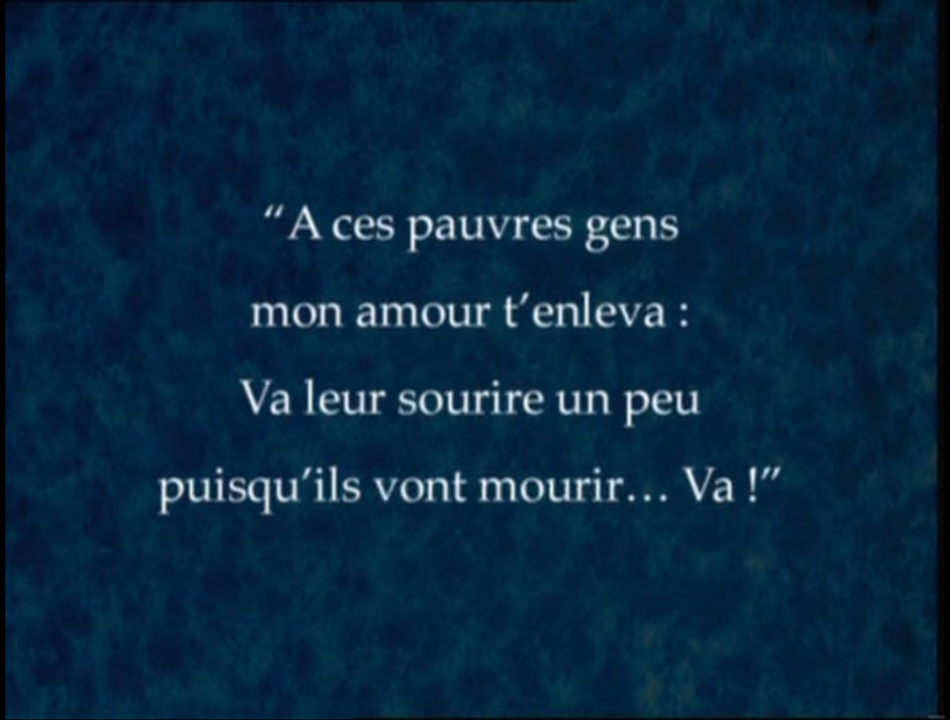 “A ces pauvres gens
mon amour t’enleva :
Va leur sourire un peu
puisqu’ils vont mourir… Va !”